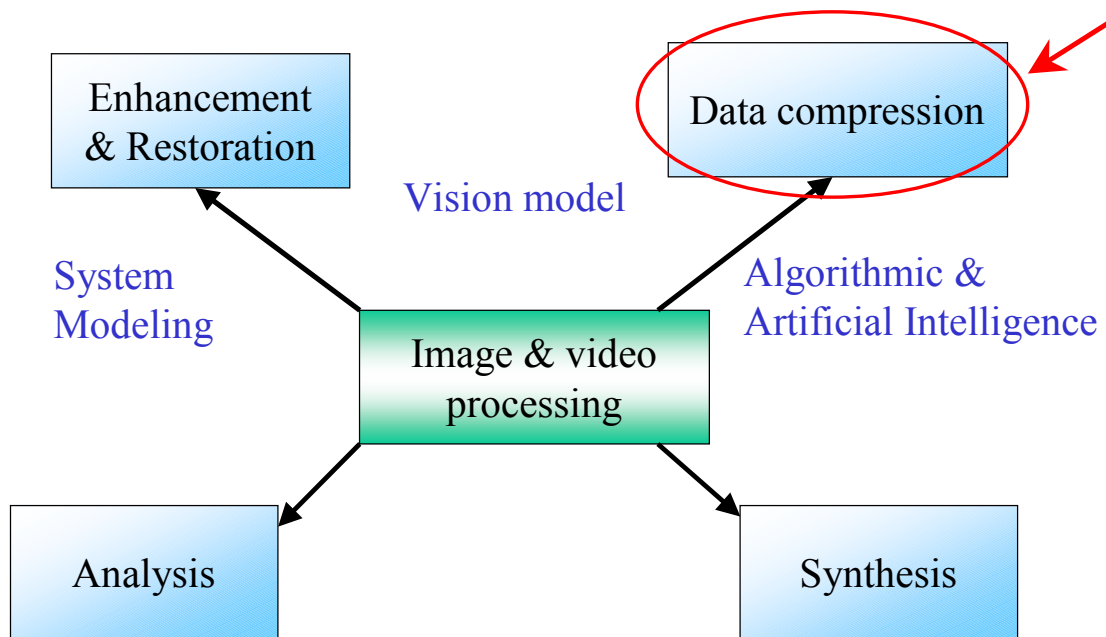 Enhancement
& Restoration
Data compression
Vision model
System
Modeling
Algorithmic &
Artificial Intelligence
Image & video
processing
Analysis
Synthesis